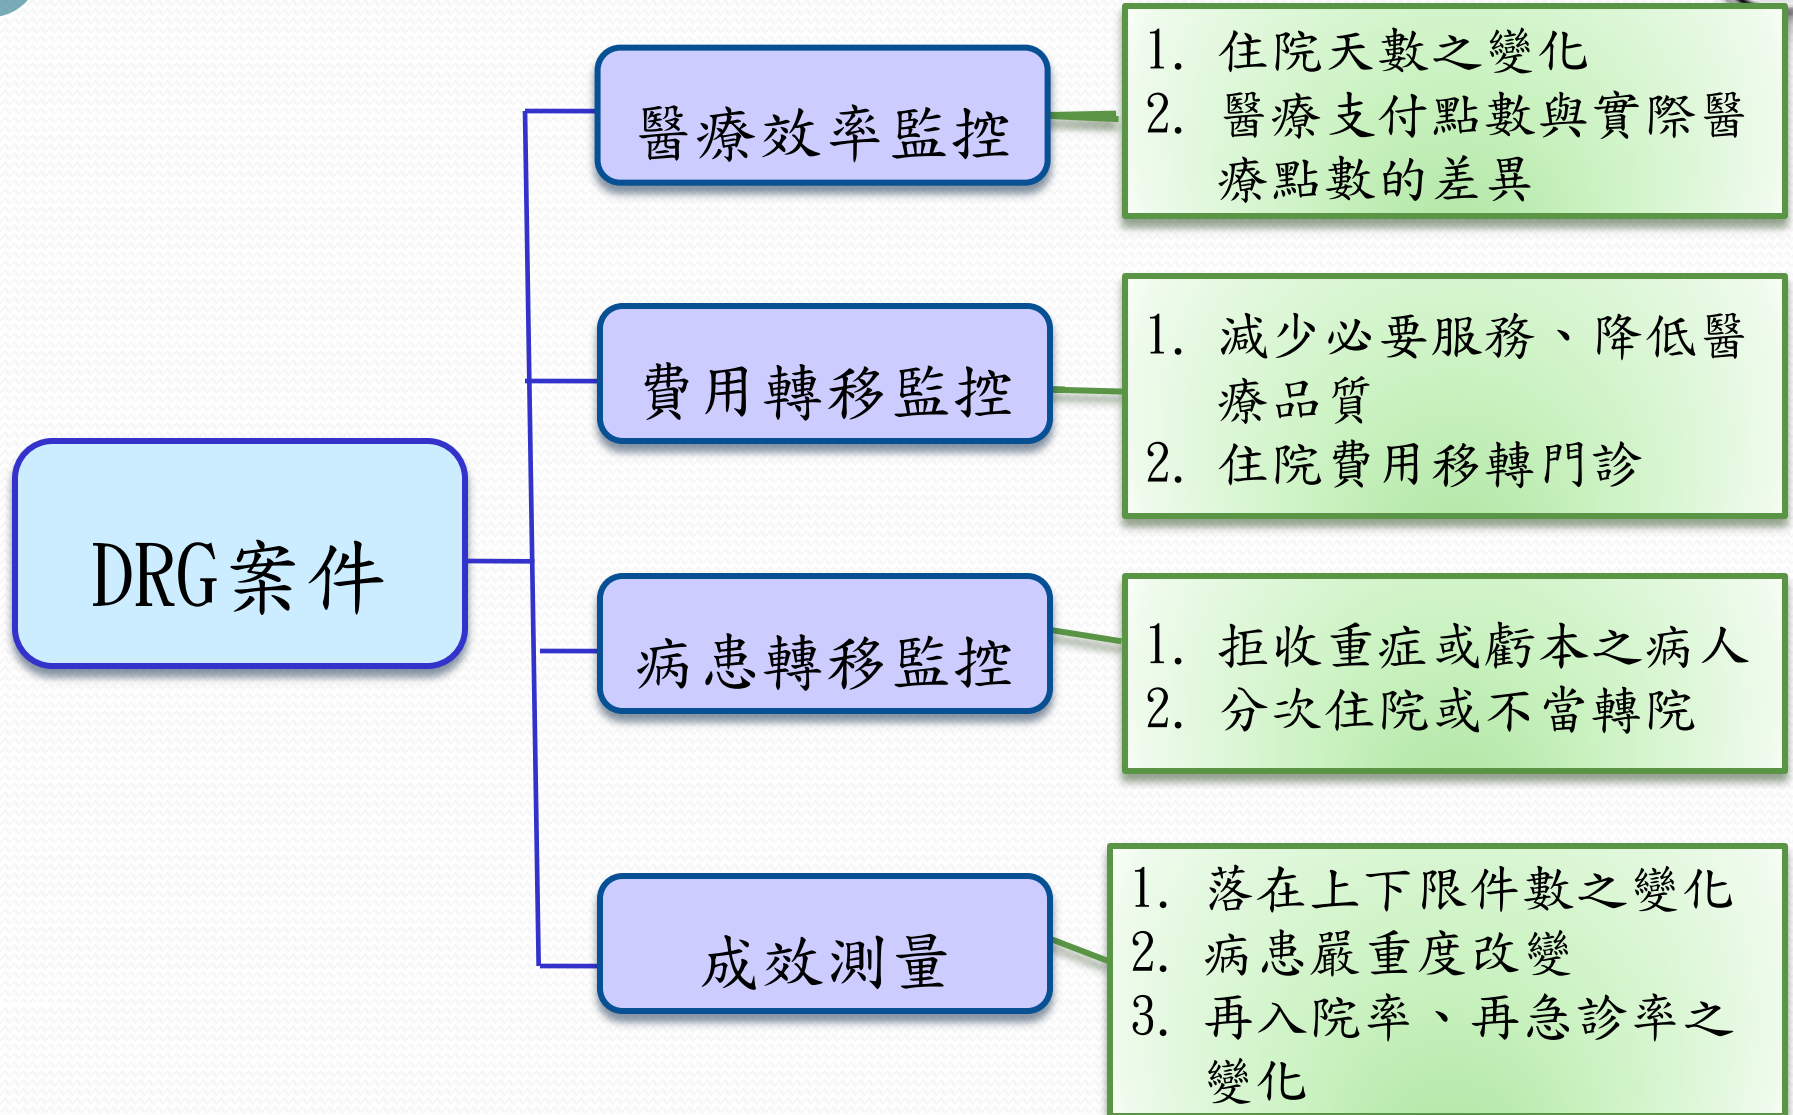 DRG案件
醫療效率監控
1. 住院天數之變化
2. 醫療支付點數與實際醫
療點數的差異
費用轉移監控
1. 減少必要服務、降低醫
療品質
2. 住院費用移轉門診
病患轉移監控
1. 拒收重症或虧本之病人
2. 分次住院或不當轉院
成效測量
1. 落在上下限件數之變化
2. 病患嚴重度改變
3. 再入院率、再急診率之
變化